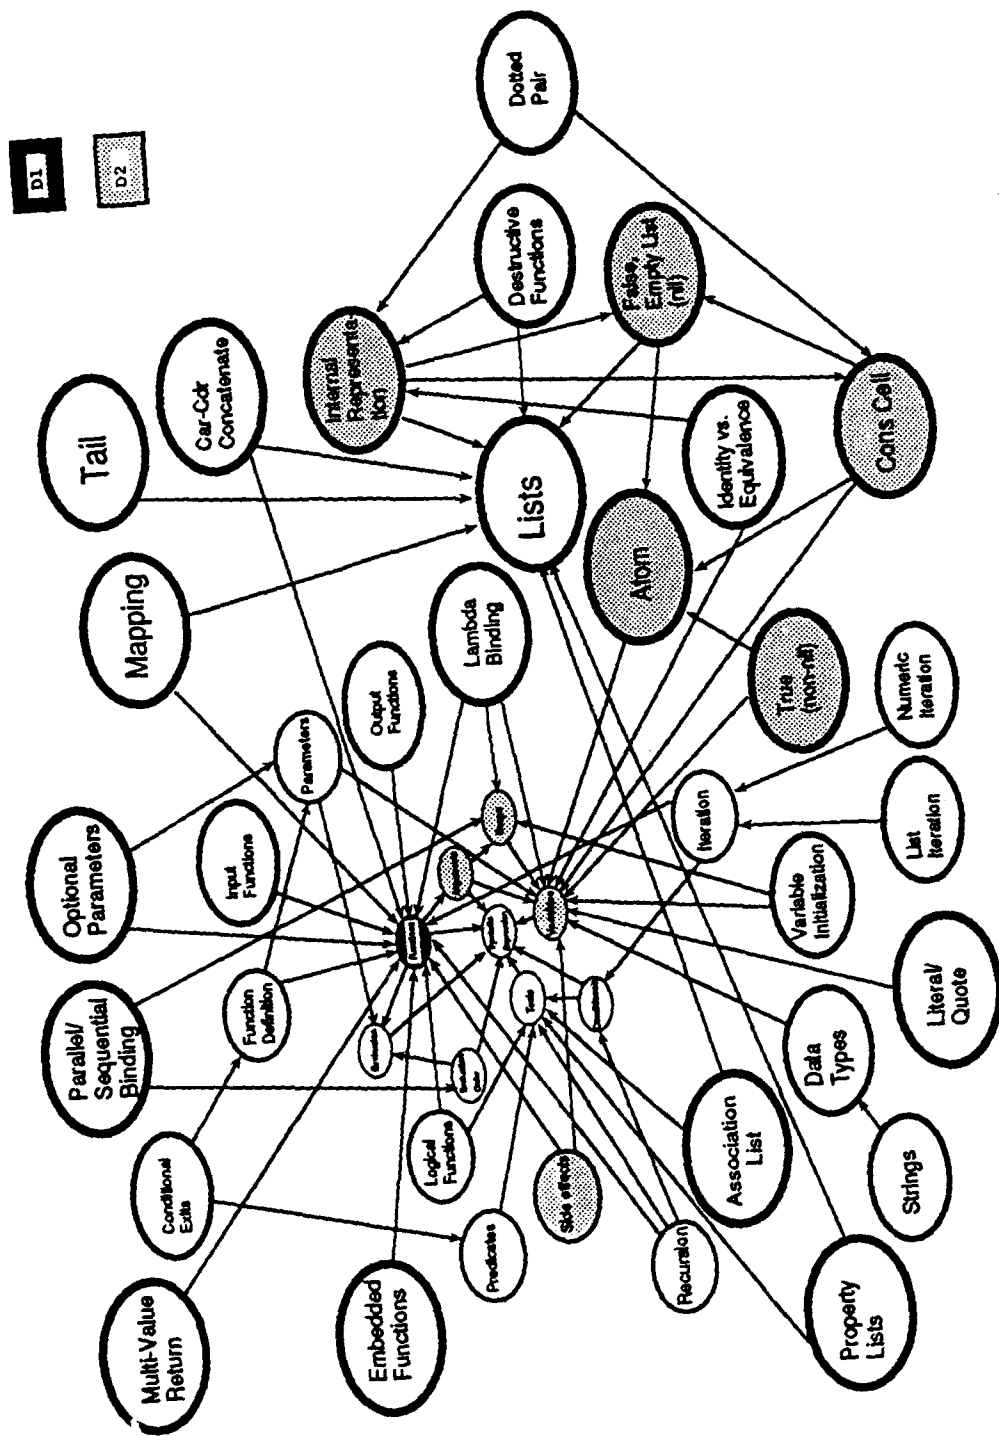 D1
D2
Multi-Value
Return
Conditional
Exits
Parallel/
Sequential
Binding
Optional
Parameters
Mapping
Tail
Car-Cdr
Concatenate
Function
Definition
Input
Functions
Parameters
Output
Functions
Internal
Representa-
tion
Embedded
Functions
Logical
Functions
Lambda
Binding
Lists
Destructive
Functions
Dotted
Pair
Predicates
Side effects
Tests
Atom
False,
Empty List
(nil)
Recursion
Iteration
Identity vs.
Equivalence
Association
List
Data
Types
Variable
Initialization
True
(non-nil)
Cons Cell
Property
Lists
Strings
Literal/
Quote
List
Iteration
Numeric
Iteration